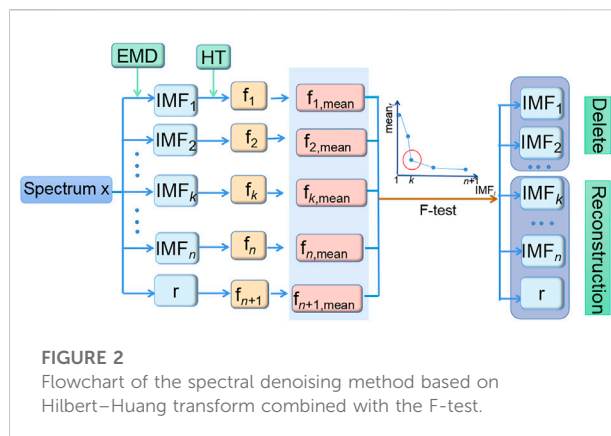 EMD HT
IMF₁ f₁ f₁,mean
IMF₂ f₂ f₂,mean
Spectrum x IMFₖ fₖ fₖ,mean
IMFₙ fₙ fₙ,mean
r fₙ₊₁ fₙ₊₁,mean
meanᵣ
1 k n+1
IMFᵢ
F-test
IMF₁
IMF₂
Delete
IMFₖ
IMFₙ
r
Reconstruction
FIGURE 2
Flowchart of the spectral denoising method based on
Hilbert–Huang transform combined with the F-test.